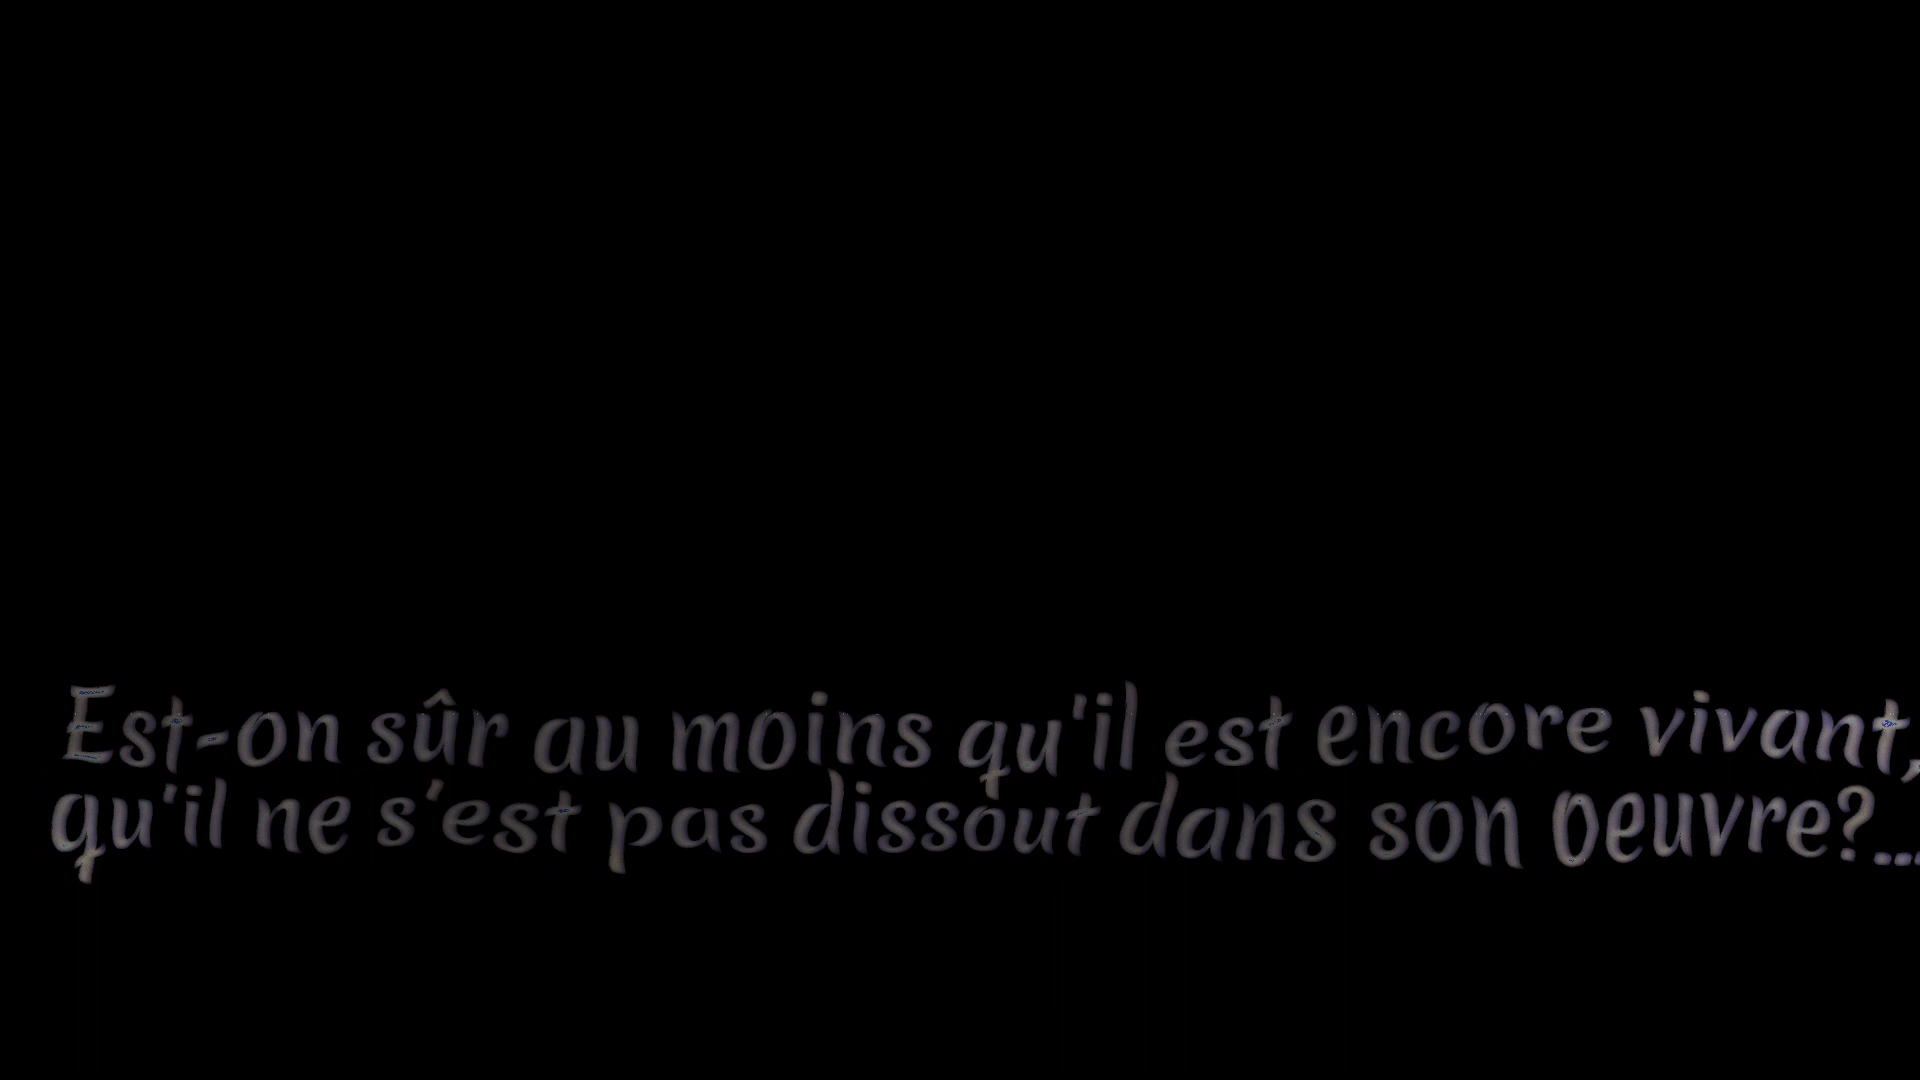 Est-on sûr au moins qu'il est encore vivant,
qu'il ne s'est pas dissout dans son oeuvre?...